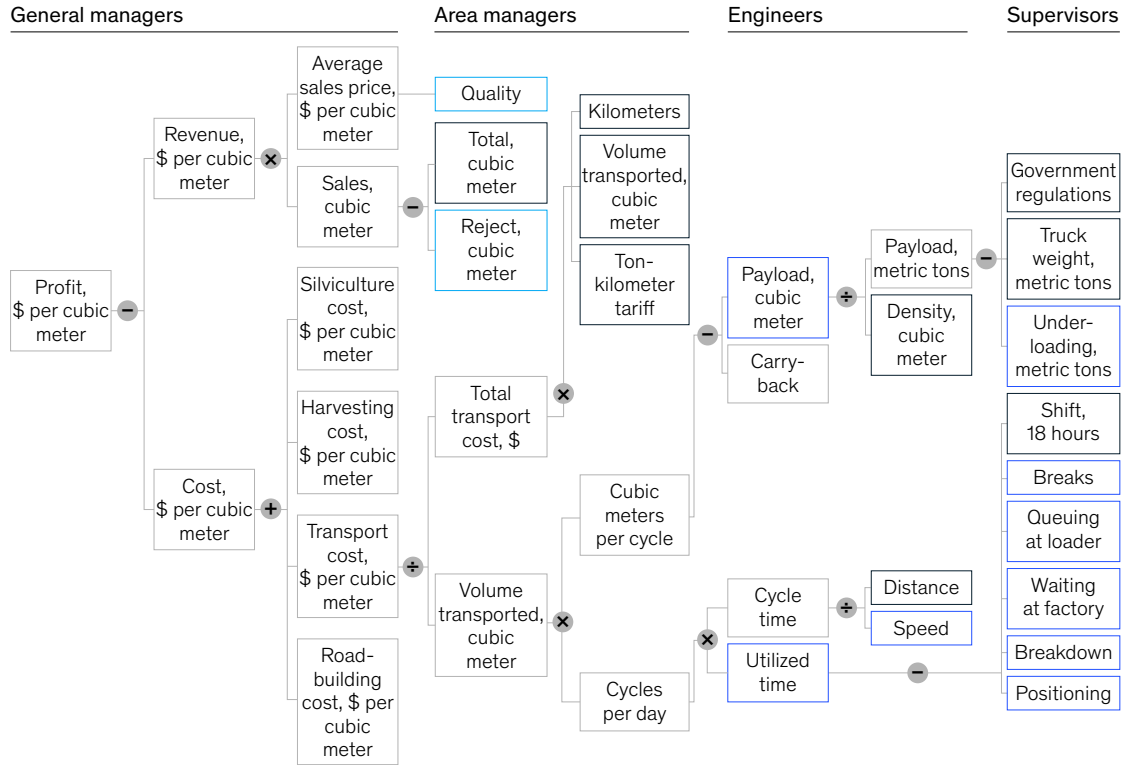 General managers
Area managers
Engineers
Supervisors
Profit,
$ per cubic
meter
−
Revenue,
$ per cubic
meter
×
Cost,
$ per cubic
meter
+
Average
sales price,
$ per cubic
meter
Sales,
cubic
meter
−
Silviculture
cost,
$ per cubic
meter
Harvesting
cost,
$ per cubic
meter
Transport
cost,
$ per cubic
meter
÷
Road-
building
cost, $ per
cubic
meter
Quality
Total,
cubic
meter
Reject,
cubic
meter
Total
transport
cost, $
×
Volume
transported,
cubic
meter
×
Kilometers
Volume
transported,
cubic
meter
Ton-
kilometer
tariff
Cubic
meters
per cycle
−
Cycles
per day
×
Payload,
cubic
meter
÷
Carry-
back
Cycle
time
÷
Utilized
time
−
Payload,
metric tons
−
Density,
cubic
meter
Distance
Speed
Government
regulations
Truck
weight,
metric tons
Under-
loading,
metric tons
Shift,
18 hours
Breaks
Queuing
at loader
Waiting
at factory
Breakdown
Positioning